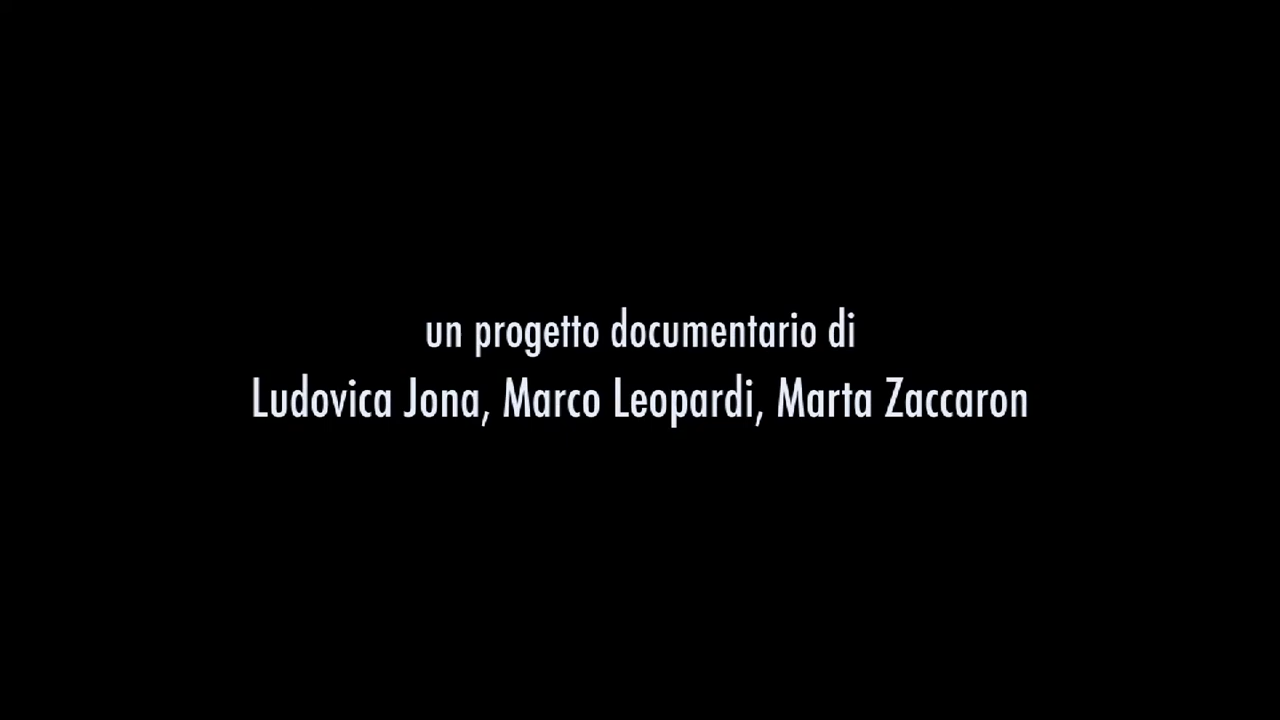 un progetto documentario di
Ludovica Jona, Marco Leopardi, Marta Zaccaron